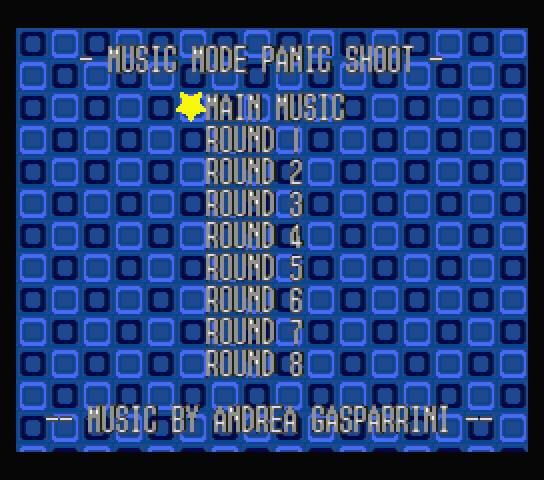 - MUSIC MODE PANIC SHOOT -
MAIN MUSIC
ROUND 1
ROUND 2
ROUND 3
ROUND 4
ROUND 5
ROUND 6
ROUND 7
ROUND 8
-- MUSIC BY ANDREA GASPARRINI --